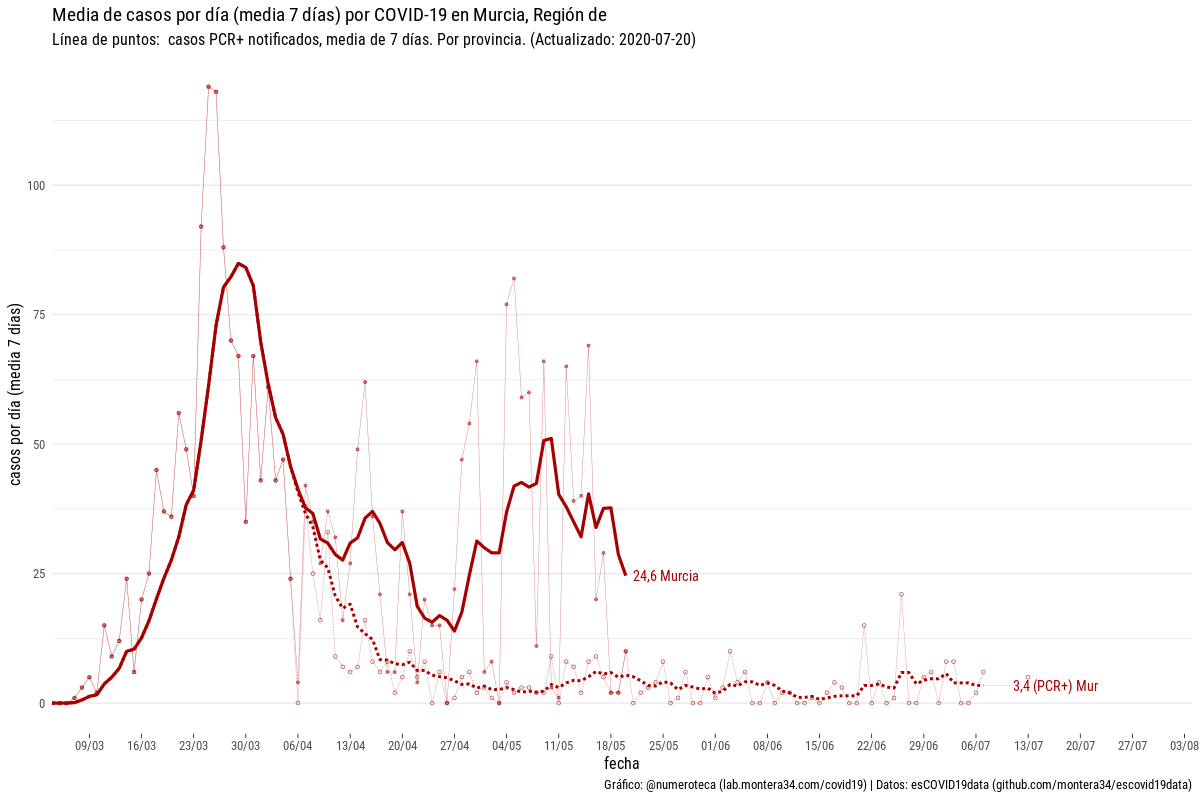 Media de casos por día (media 7 días) por COVID-19 en Murcia, Región de
Línea de puntos:  casos PCR+ notificados, media de 7 días. Por provincia. (Actualizado: 2020-07-20)
casos por día (media 7 días)
100
75
50
25
0
24,6 Murcia
3,4 (PCR+) Mur
09/03 16/03 23/03 30/03 06/04 13/04 20/04 27/04 04/05 11/05 18/05 25/05 01/06 08/06 15/06 22/06 29/06 06/07 13/07 20/07 27/07 03/08
fecha
Gráfico: @numeroteca (lab.montera34.com/covid19) | Datos: esCOVID19data (github.com/montera34/escovid19data)